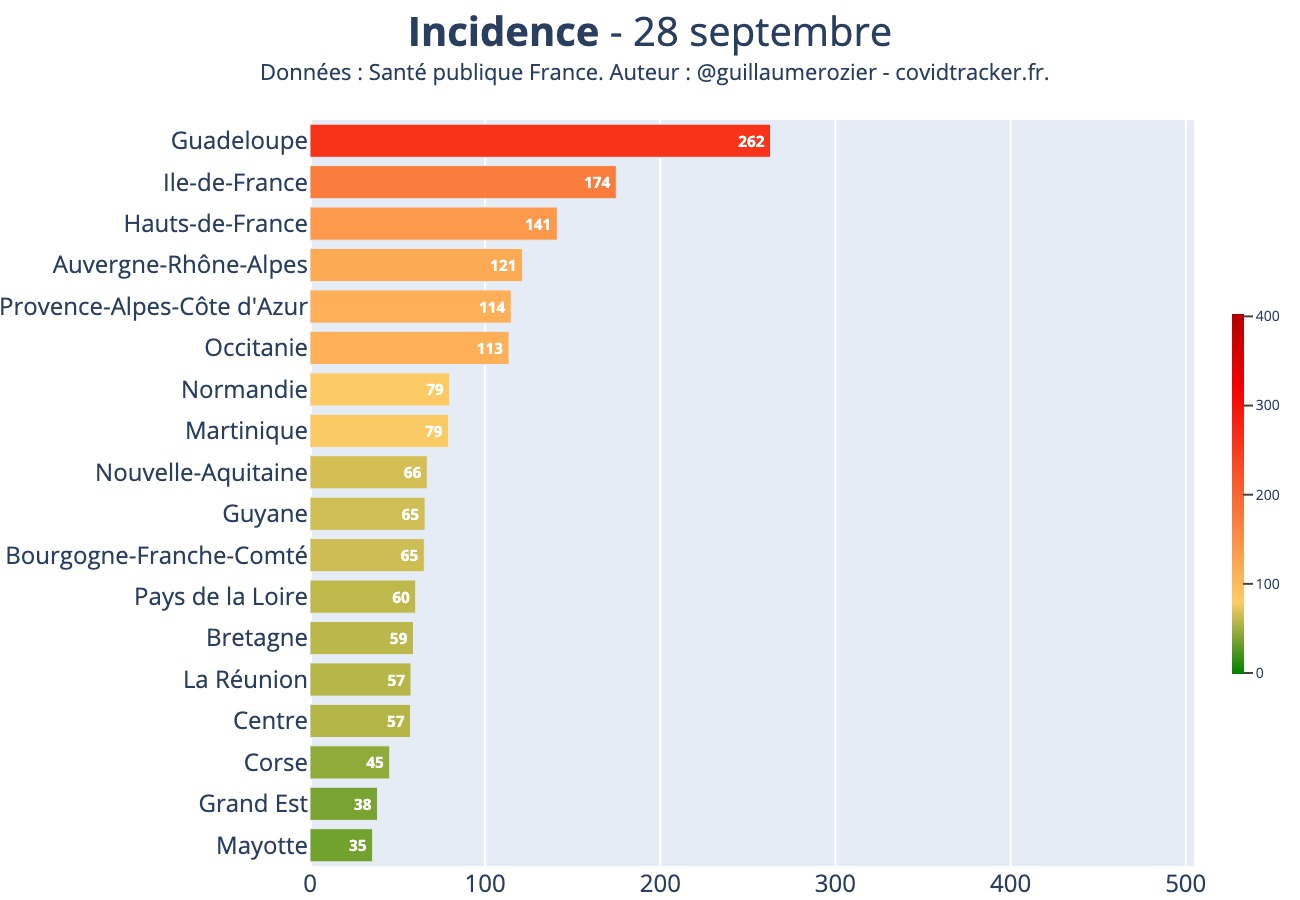 Incidence - 28 septembre
Données : Santé publique France. Auteur : @guillaumerozier - covidtracker.fr.
Guadeloupe 262
Ile-de-France 174
Hauts-de-France 141
Auvergne-Rhône-Alpes 121
Provence-Alpes-Côte d'Azur 114
Occitanie 113
Normandie 79
Martinique 79
Nouvelle-Aquitaine 66
Guyane 65
Bourgogne-Franche-Comté 65
Pays de la Loire 60
Bretagne 59
La Réunion 57
Centre 57
Corse 45
Grand Est 38
Mayotte 35
0 100 200 300 400 500
400
300
200
100
0